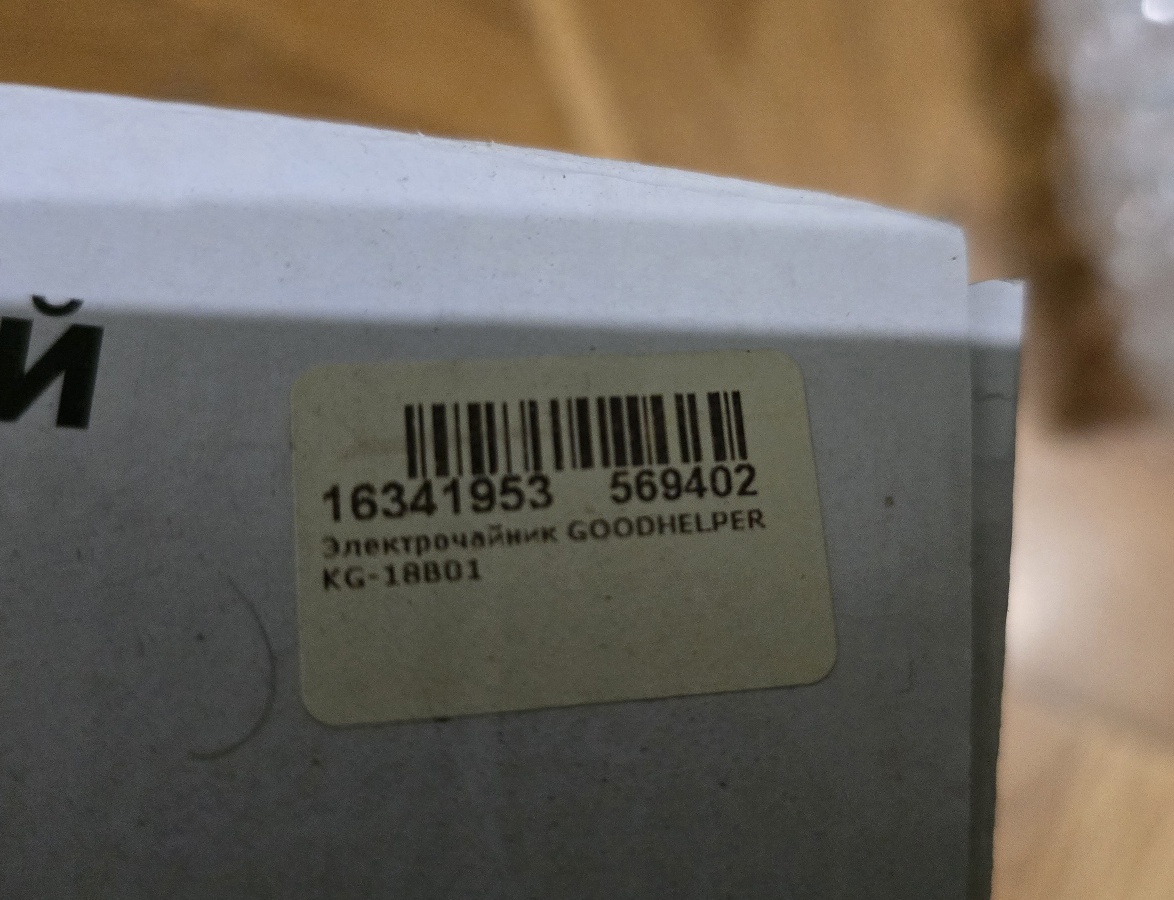 Й
16341953 569402
Электрочайник GOODHELPER
KG-18B01